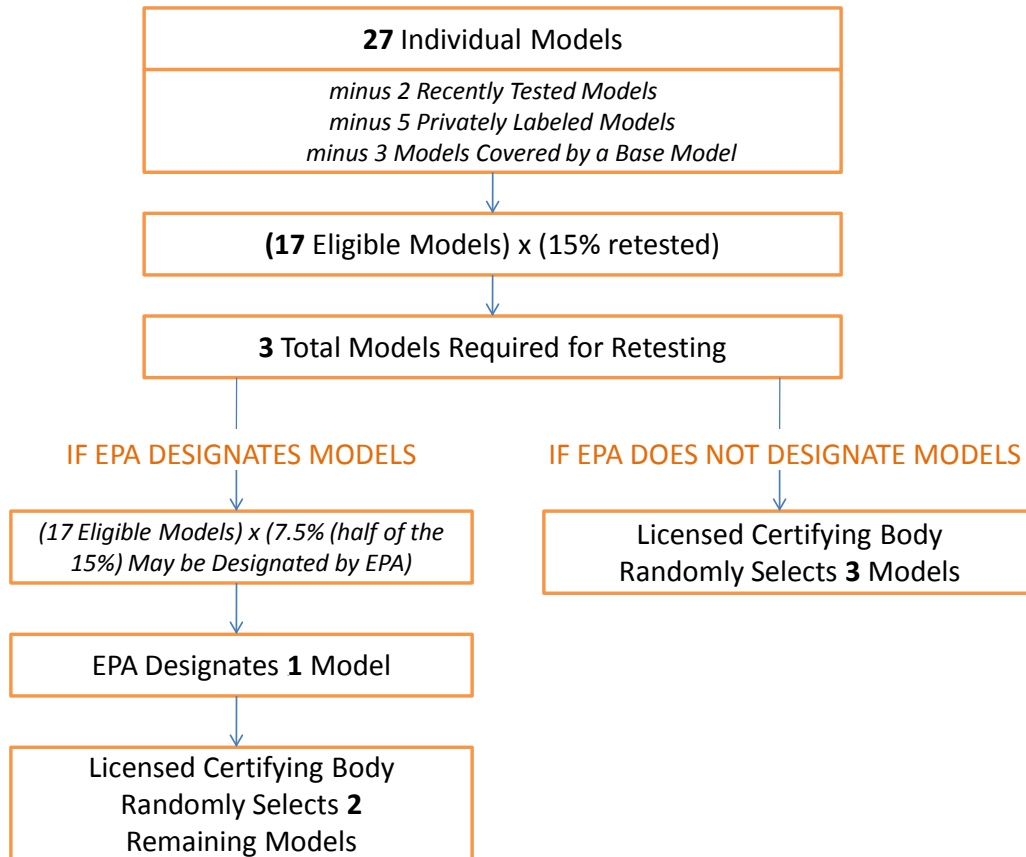 27 Individual Models
minus 2 Recently Tested Models
minus 5 Privately Labeled Models
minus 3 Models Covered by a Base Model
(17 Eligible Models) x (15% retested)
3 Total Models Required for Retesting
IF EPA DESIGNATES MODELS
(17 Eligible Models) x (7.5% (half of the
15%) May be Designated by EPA)
EPA Designates 1 Model
Licensed Certifying Body
Randomly Selects 2
Remaining Models
IF EPA DOES NOT DESIGNATE MODELS
Licensed Certifying Body
Randomly Selects 3 Models